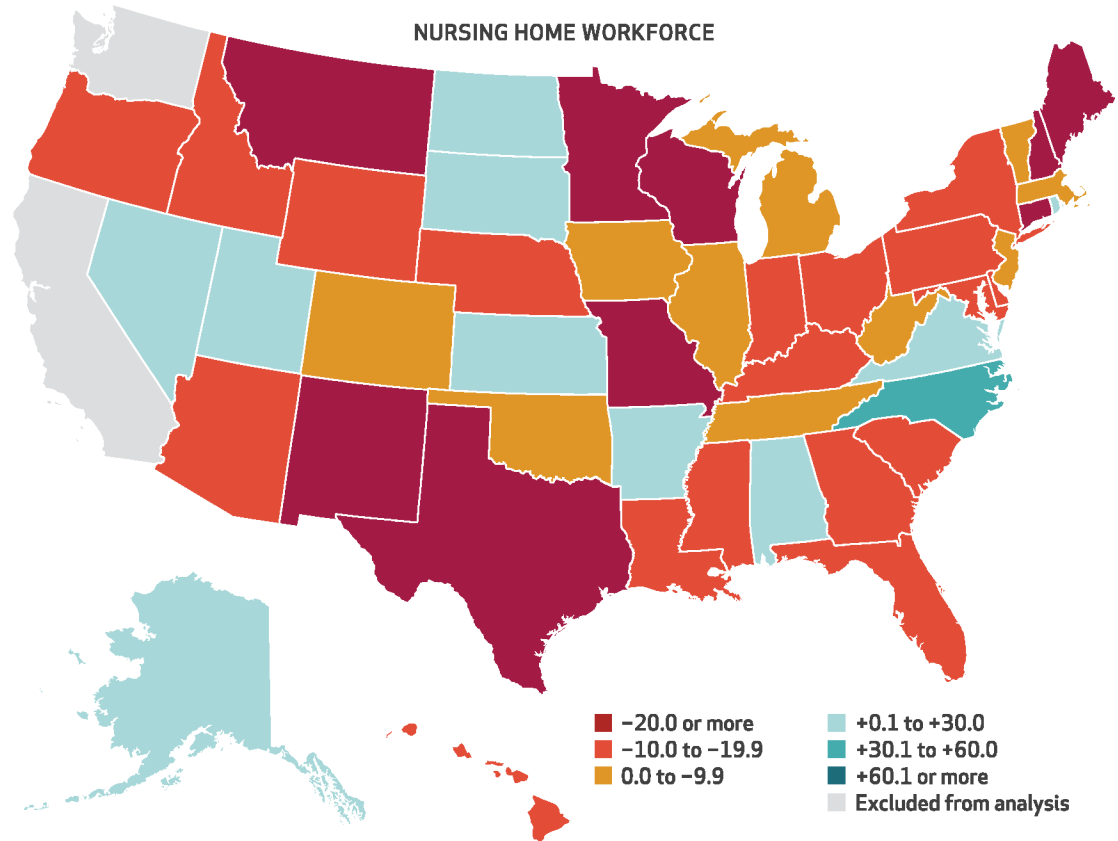 NURSING HOME WORKFORCE
−20.0 or more
−10.0 to −19.9
0.0 to −9.9
+0.1 to +30.0
+30.1 to +60.0
+60.1 or more
Excluded from analysis